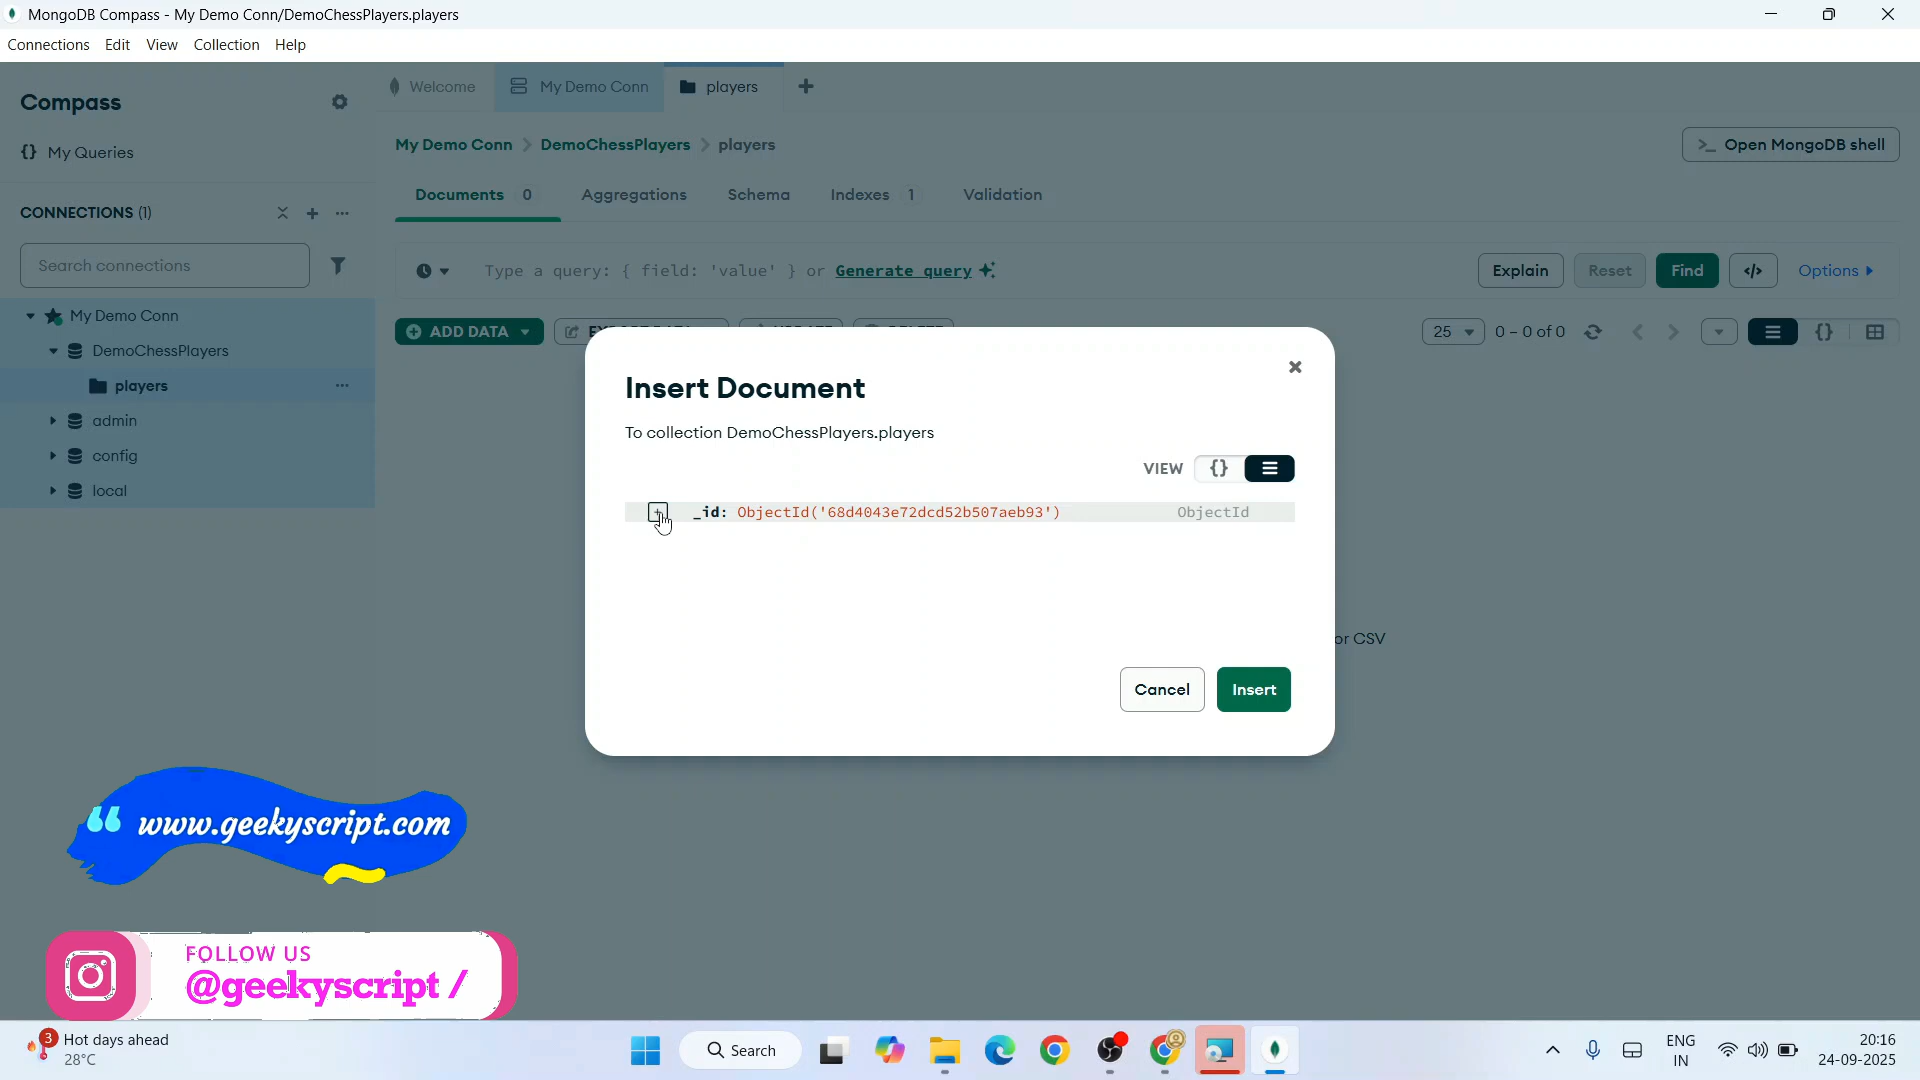 MongoDB Compass - My Demo Conn/DemoChessPlayers.players
Connections Edit View Collection Help
Compass
My Queries
CONNECTIONS (1)
Search connections
My Demo Conn
DemoChessPlayers
players
admin
config
local
Welcome My Demo Conn players
My Demo Conn > DemoChessPlayers > players
>_ Open MongoDB shell
Documents 0 Aggregations Schema Indexes 1 Validation
Type a query: { field: 'value' } or Generate query
Explain Reset Find </> Options
ADD DATA
25 0 – 0 of 0 {}
Insert Document
To collection DemoChessPlayers.players
VIEW {}
_id: ObjectId('68d4043e72dcd52b507aeb93') ObjectId
or CSV
Cancel Insert
“ www.geekyscript.com
FOLLOW US
@geekyscript /
3 Hot days ahead
28°C
Search
ENG
IN
20:16
24-09-2025